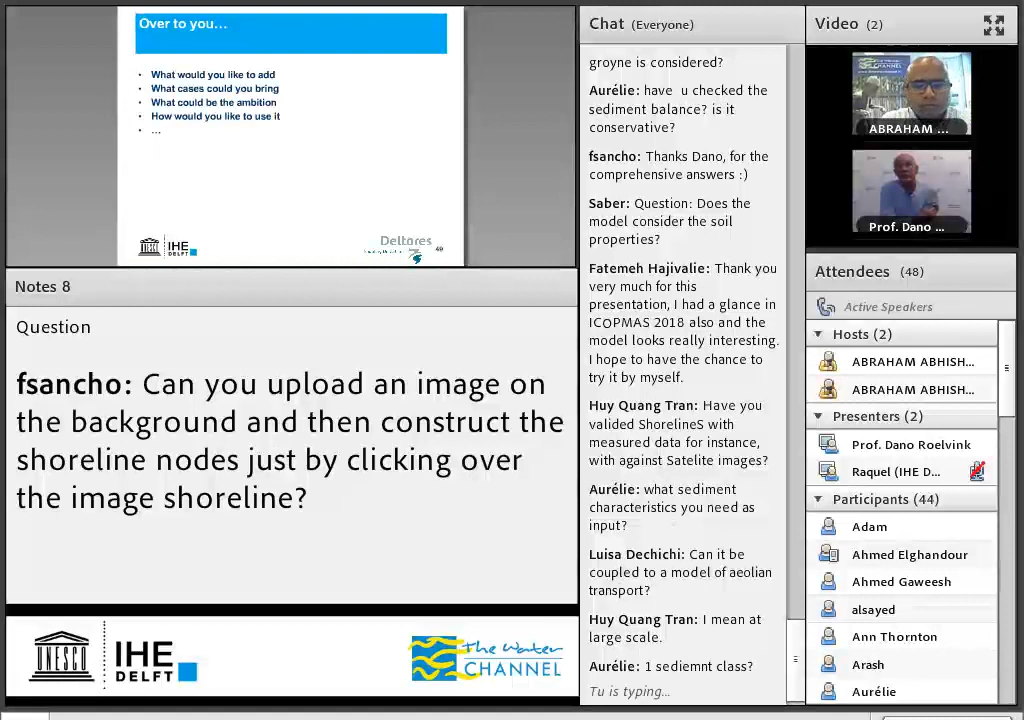 Over to you...
• What would you like to add
• What cases could you bring
• What could be the ambition
• How would you like to use it
• ...
UNESCO
IHE
DELFT
Deltares
49
Notes 8
Question
fsancho: Can you upload an image on
the background and then construct the
shoreline nodes just by clicking over
the image shoreline?
UNESCO
IHE
DELFT
the Water
CHANNEL
Chat (Everyone)
groyne is considered?
Aurélie: have u checked the
sediment balance? is it
conservative?
fsancho: Thanks Dano, for the
comprehensive answers :)
Saber: Question: Does the
model consider the soil
properties?
Fatemeh Hajivalie: Thank you
very much for this
presentation, I had a glance in
ICOPMAS 2018 also and the
model looks really interesting.
I hope to have the chance to
try it by myself.
Huy Quang Tran: Have you
valided ShorelineS with
measured data for instance,
with against Satelite images?
Aurélie: what sediment
characteristics you need as
input?
Luisa Dechichi: Can it be
coupled to a model of aeolian
transport?
Huy Quang Tran: I mean at
large scale.
Aurélie: 1 sediemnt class?
Tu is typing...
Video (2)
CHANNEL
ABRAHAM ...
Prof. Dano ...
Attendees (48)
Active Speakers
Hosts (2)
ABRAHAM ABHISH...
ABRAHAM ABHISH...
Presenters (2)
Prof. Dano Roelvink
Raquel (IHE D...
Participants (44)
Adam
Ahmed Elghandour
Ahmed Gaweesh
alsayed
Ann Thornton
Arash
Aurélie